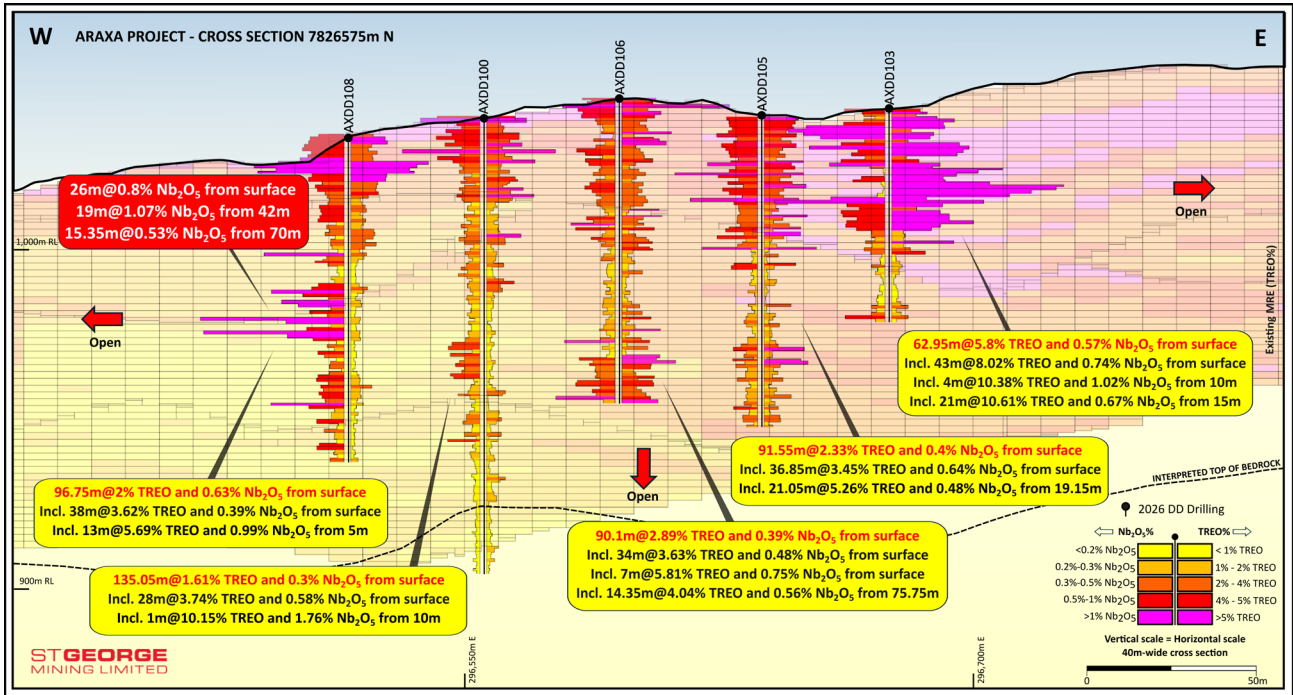 W ARAXA PROJECT - CROSS SECTION 7826575m N E
AXDD108
AXDD100
AXDD106
AXDD105
AXDD103
26m@0.8% Nb₂O₅ from surface
19m@1.07% Nb₂O₅ from 42m
15.35m@0.53% Nb₂O₅ from 70m
1,000m RL
Open
Open
Existing MRE (TREO%)
62.95m@5.8% TREO and 0.57% Nb₂O₅ from surface
Incl. 43m@8.02% TREO and 0.74% Nb₂O₅ from surface
Incl. 4m@10.38% TREO and 1.02% Nb₂O₅ from 10m
Incl. 21m@10.61% TREO and 0.67% Nb₂O₅ from 15m
91.55m@2.33% TREO and 0.4% Nb₂O₅ from surface
Incl. 36.85m@3.45% TREO and 0.64% Nb₂O₅ from surface
Incl. 21.05m@5.26% TREO and 0.48% Nb₂O₅ from 19.15m
Open
INTERPRETED TOP OF BEDROCK
96.75m@2% TREO and 0.63% Nb₂O₅ from surface
Incl. 38m@3.62% TREO and 0.39% Nb₂O₅ from surface
Incl. 13m@5.69% TREO and 0.99% Nb₂O₅ from 5m
90.1m@2.89% TREO and 0.39% Nb₂O₅ from surface
Incl. 34m@3.63% TREO and 0.48% Nb₂O₅ from surface
Incl. 7m@5.81% TREO and 0.75% Nb₂O₅ from surface
Incl. 14.35m@4.04% TREO and 0.56% Nb₂O₅ from 75.75m
900m RL
135.05m@1.61% TREO and 0.3% Nb₂O₅ from surface
Incl. 28m@3.74% TREO and 0.58% Nb₂O₅ from surface
Incl. 1m@10.15% TREO and 1.76% Nb₂O₅ from 10m
2026 DD Drilling
Nb₂O₅% TREO%
<0.2% Nb₂O₅ < 1% TREO
0.2%-0.3% Nb₂O₅ 1% - 2% TREO
0.3%-0.5% Nb₂O₅ 2% - 4% TREO
0.5%-1% Nb₂O₅ 4% - 5% TREO
>1% Nb₂O₅ >5% TREO
Vertical scale = Horizontal scale
40m-wide cross section
0 50m
296,550m E
296,700m E
STGEORGE
MINING LIMITED